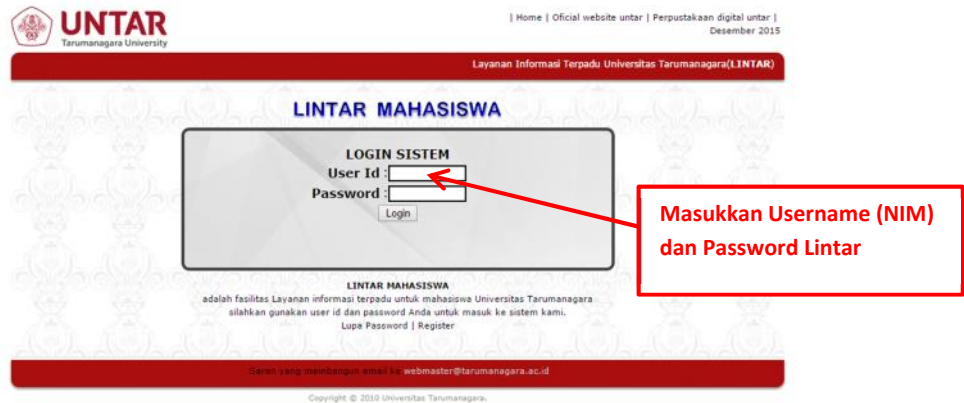 UNTAR
Tarumanagara University
| Home | Oficial website untar | Perpustakaan digital untar |
Desember 2015
Layanan Informasi Terpadu Universitas Tarumanagara(LINTAR)
LINTAR MAHASISWA
LOGIN SISTEM
User Id :
Password :
Login
Masukkan Username (NIM)
dan Password Lintar
LINTAR MAHASISWA
adalah fasilitas Layanan informasi terpadu untuk mahasiswa Universitas Tarumanagara
silahkan gunakan user id dan password Anda untuk masuk ke sistem kami.
Lupa Password | Register
Saran yang membangun email ke webmaster@tarumanagara.ac.id
Copyright @ 2010 Universitas Tarumanagara.